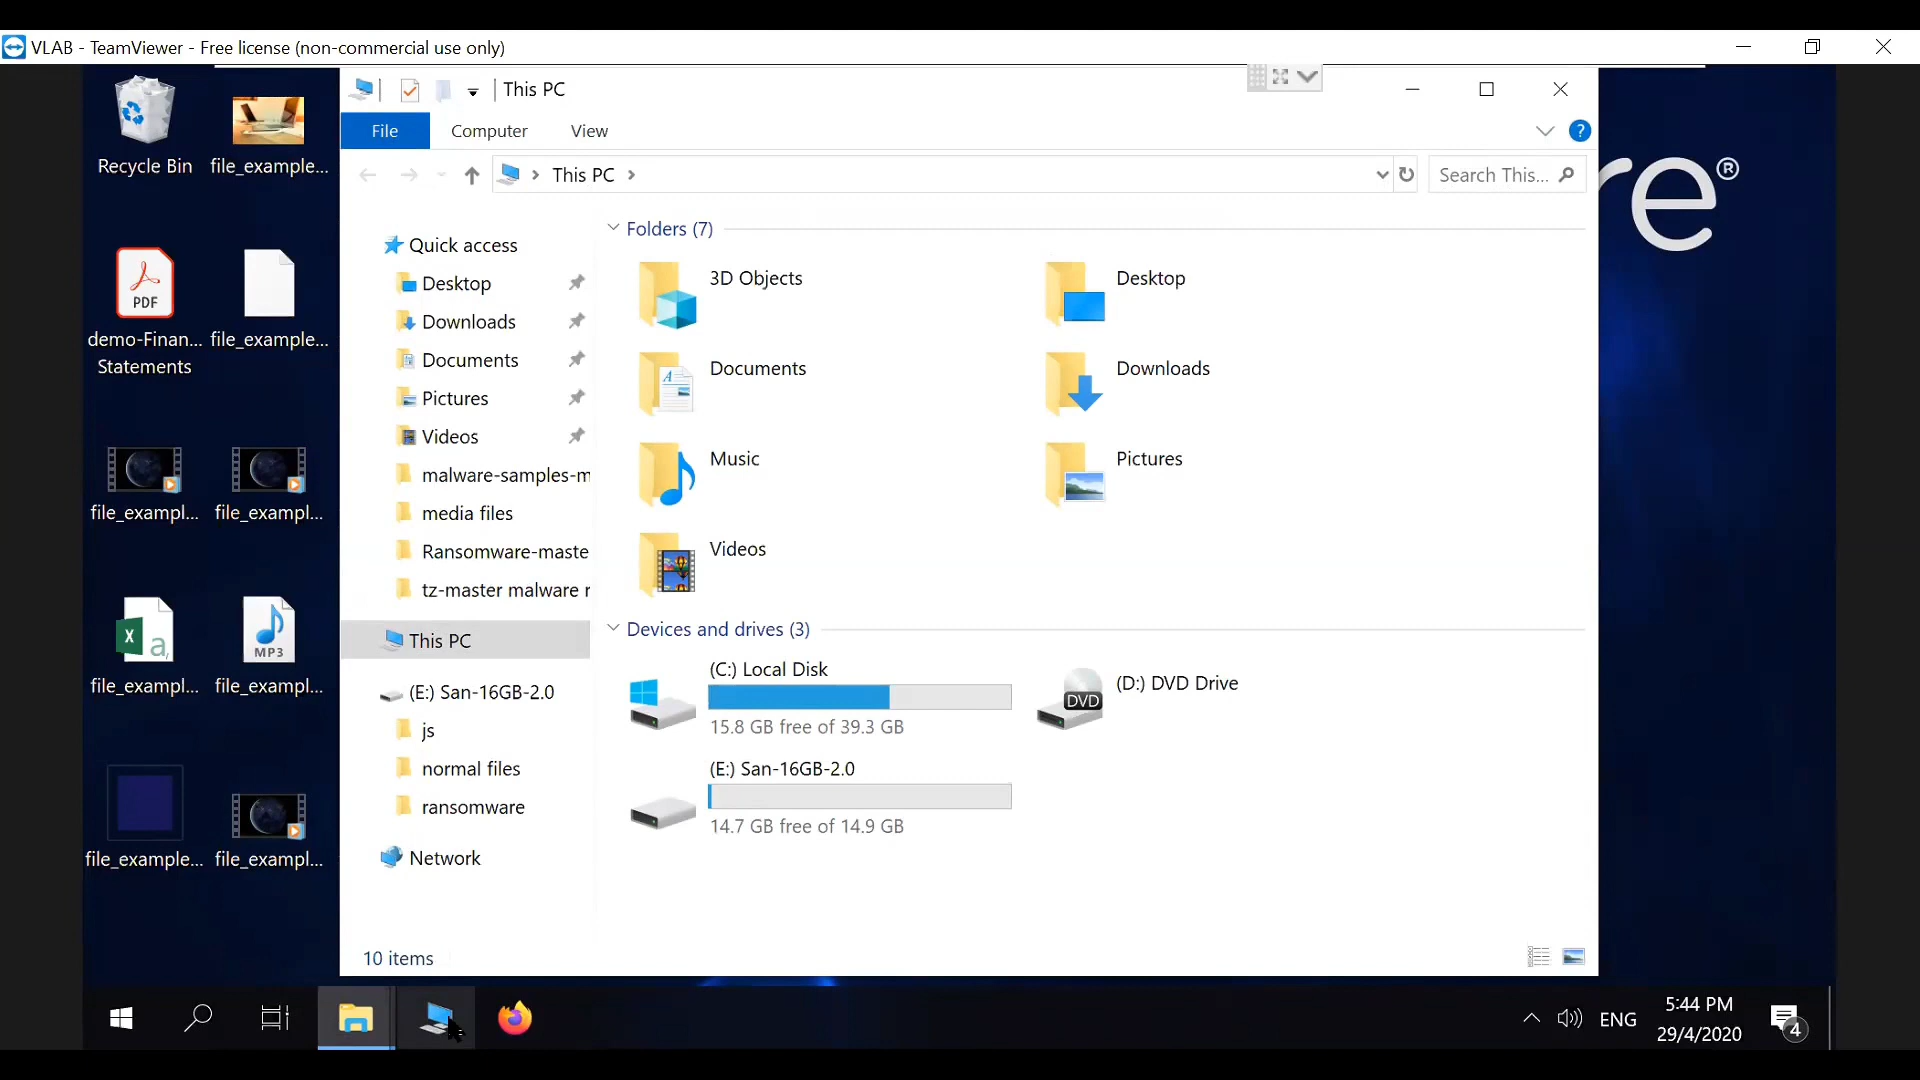 VLAB - TeamViewer - Free license (non-commercial use only)
This PC
File
Computer
View
?
This PC
Search This...
re®
Recycle Bin
file_example...
PDF
demo-Finan...
Statements
file_example...
file_exampl...
file_exampl...
X a,
file_exampl...
MP3
file_exampl...
file_example...
file_exampl...
Quick access
Desktop
Downloads
Documents
Pictures
Videos
malware-samples-m
media files
Ransomware-maste
tz-master malware r
This PC
(E:) San-16GB-2.0
js
normal files
ransomware
Network
Folders (7)
3D Objects
Desktop
Documents
Downloads
Music
Pictures
Videos
Devices and drives (3)
(C:) Local Disk
15.8 GB free of 39.3 GB
DVD
(D:) DVD Drive
(E:) San-16GB-2.0
14.7 GB free of 14.9 GB
10 items
ENG
5:44 PM
29/4/2020
4